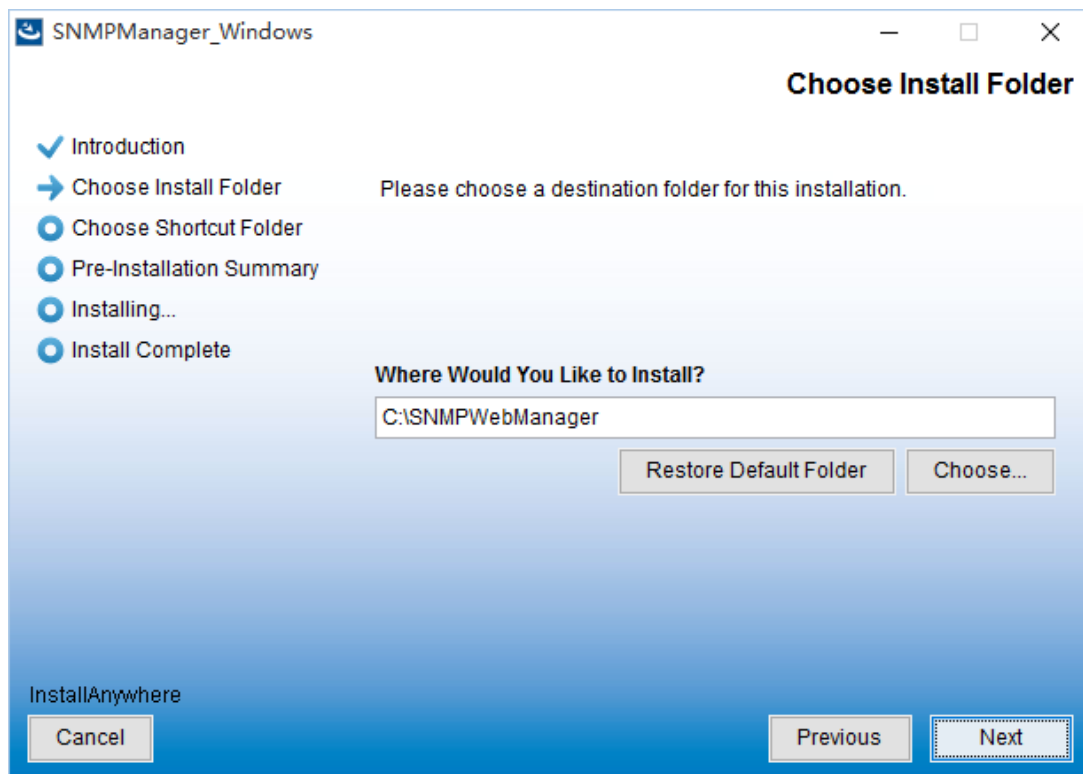 SNMPManager_Windows
Choose Install Folder
Introduction
Choose Install Folder
Choose Shortcut Folder
Pre-Installation Summary
Installing...
Install Complete
Please choose a destination folder for this installation.
Where Would You Like to Install?
C:\SNMPWebManager
Restore Default Folder
Choose...
InstallAnywhere
Cancel
Previous
Next